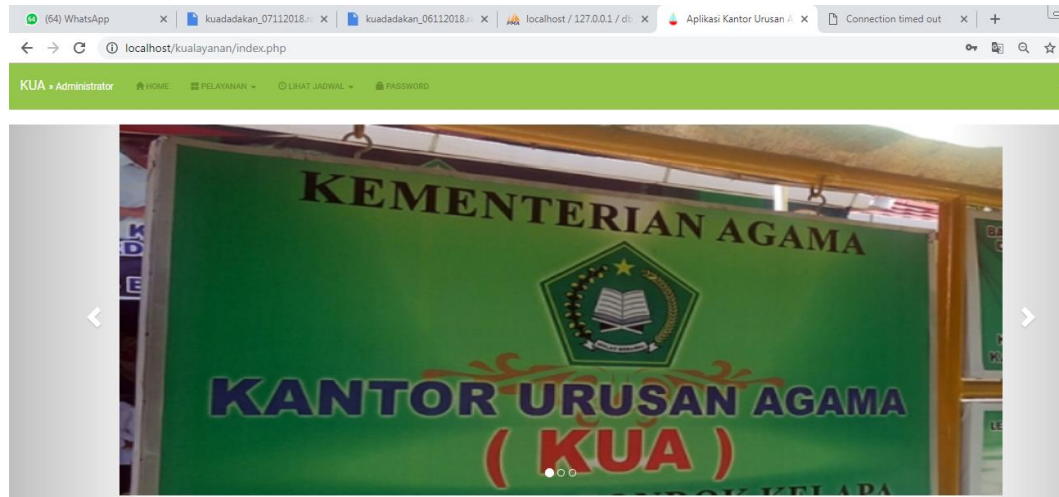 (64) WhatsApp
kuadadakan_07112018.r
kuadadakan_06112018.r
localhost / 127.0.0.1 / db
Aplikasi Kantor Urusan A
Connection timed out
localhost/kualayanan/index.php
KUA » Administrator
HOME
PELAYANAN
LIHAT JADWAL
PASSWORD
KEMENTERIAN AGAMA
KANTOR URUSAN AGAMA
( KUA )
KELAPA